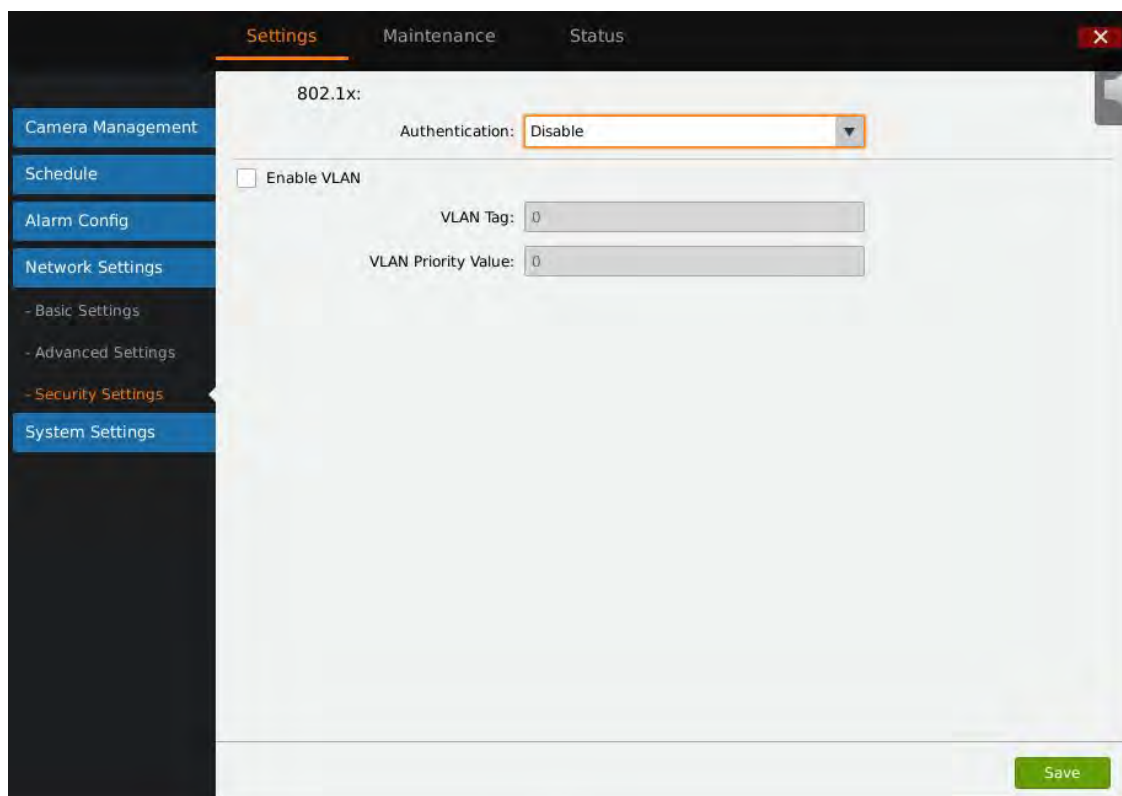 Settings Maintenance Status
802.1x:
Camera Management
Authentication: Disable
Schedule
Enable VLAN
Alarm Config
VLAN Tag: 0
Network Settings
VLAN Priority Value: 0
- Basic Settings
- Advanced Settings
- Security Settings
System Settings
Save